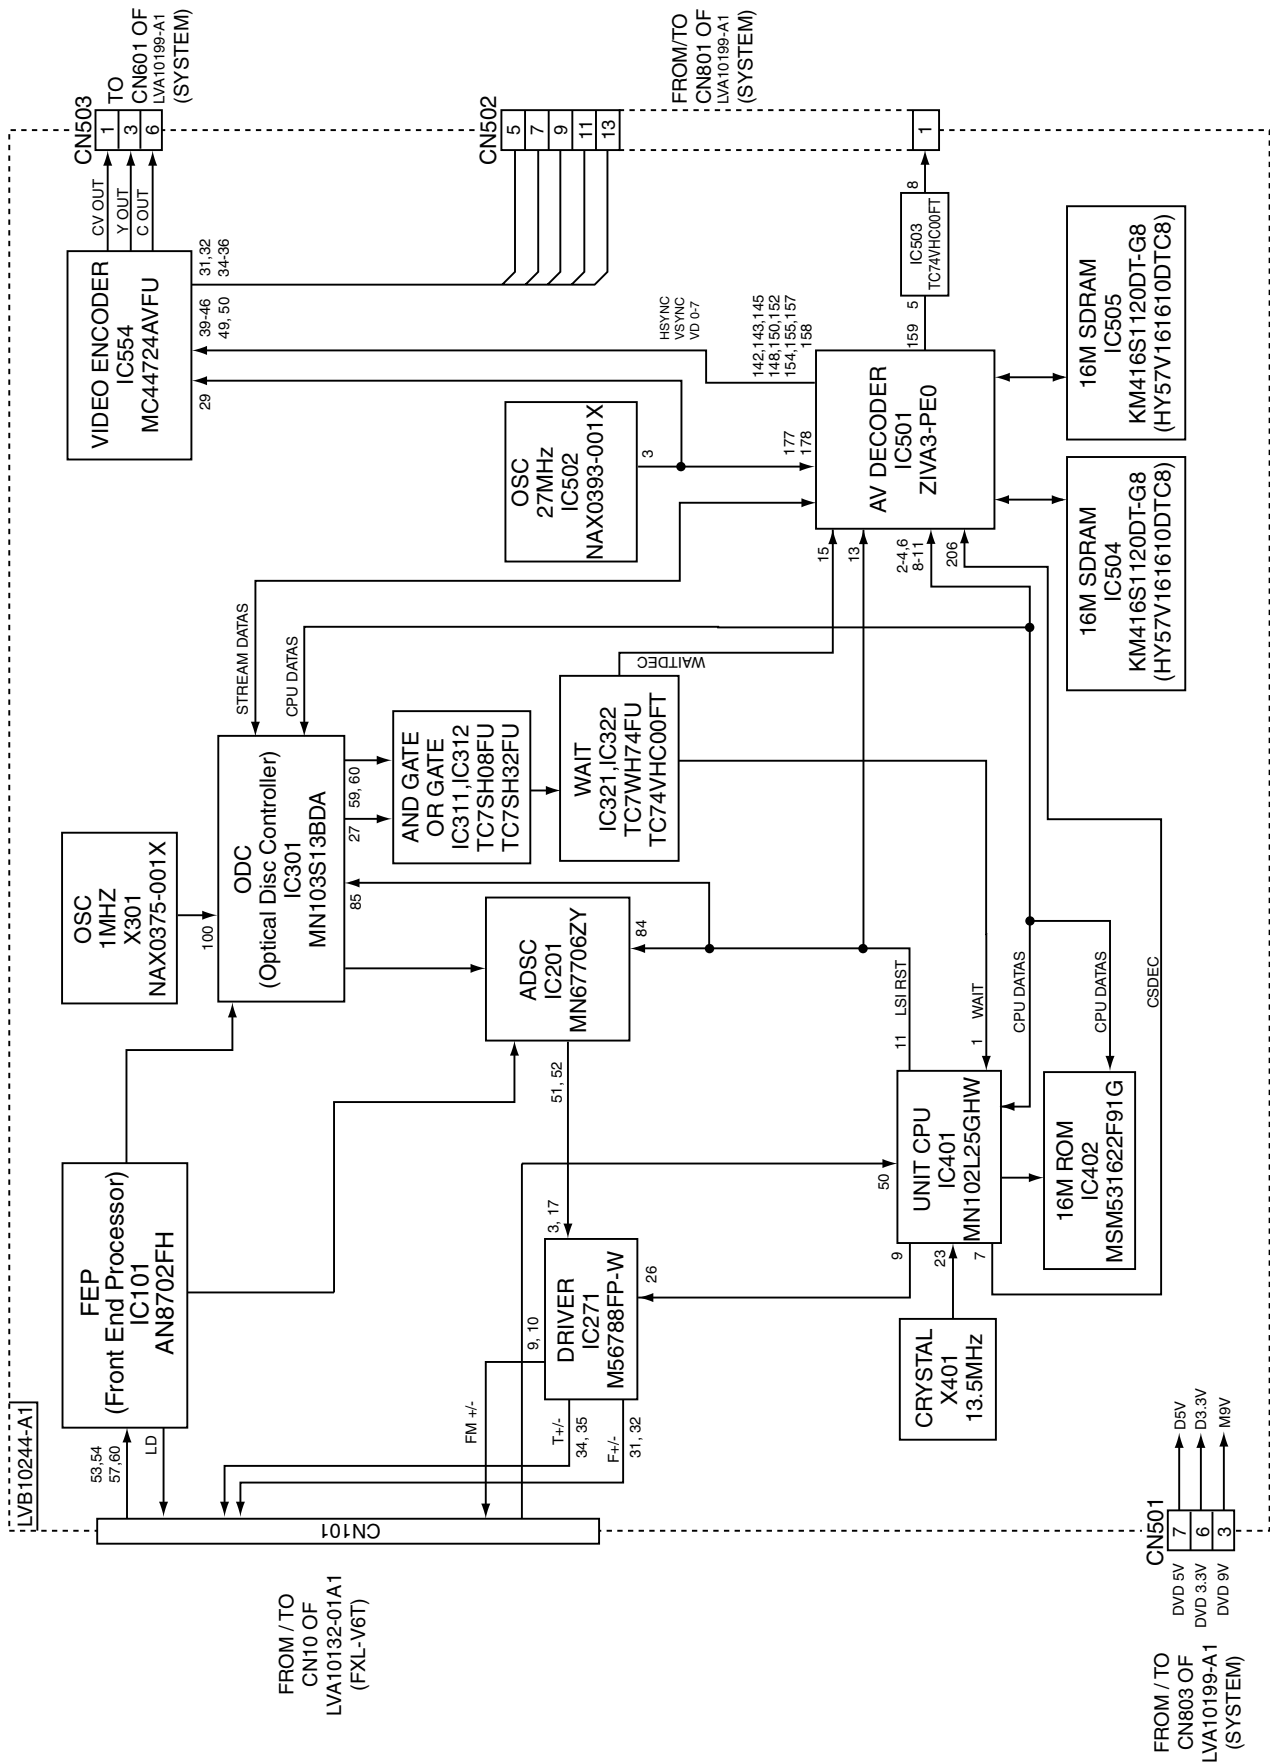 LVB10244-A1
FROM / TO
CN10 OF
LVA10132-01A1
(FXL-V6T)
CN101
53,54
57,60
LD
FEP
(Front End Processor)
IC101
AN8702FH
OSC
1MHZ
X301
NAX0375-001X
100
ODC
(Optical Disc Controller)
IC301
MN103S13BDA
85
27
59, 60
STREAM DATAS
CPU DATAS
AND GATE
OR GATE
IC311,IC312
TC7SH08FU
TC7SH32FU
WAIT
IC321,IC322
TC7WH74FU
TC74VHC00FT
WAITDEC
ADSC
IC201
MN67706ZY
84
51, 52
3, 17
FM +/-
9, 10
DRIVER
IC271
M56788FP-W
26
T+/-
34, 35
F+/-
31, 32
50
UNIT CPU
IC401
MN102L25GHW
9
23
7
11
LSI RST
1
WAIT
CPU DATAS
CPU DATAS
CSDEC
CRYSTAL
X401
13.5MHz
16M ROM
IC402
MSM531622F91G
VIDEO ENCODER
IC554
MC44724AVFU
29
39-46
49, 50
31,32
34-36
CV OUT
Y OUT
C OUT
CN503
1
3
6
TO
CN601 OF
LVA10199-A1
(SYSTEM)
CN502
5
7
9
11
13
1
FROM/TO
CN801 OF
LVA10199-A1
(SYSTEM)
OSC
27MHz
IC502
NAX0393-001X
3
HSYNC
VSYNC
VD 0-7
142,143,145
148,150,152
154,155,157
158
177
178
AV DECODER
IC501
ZIVA3-PE0
15
13
2-4,6
8-11
206
159
5
IC503
TC74VHC00FT
8
16M SDRAM
IC504
KM416S1120DT-G8
(HY57V161610DTC8)
16M SDRAM
IC505
KM416S1120DT-G8
(HY57V161610DTC8)
CN501
7
6
3
DVD 5V
DVD 3.3V
DVD 9V
D5V
D3.3V
M9V
FROM / TO
CN803 OF
LVA10199-A1
(SYSTEM)